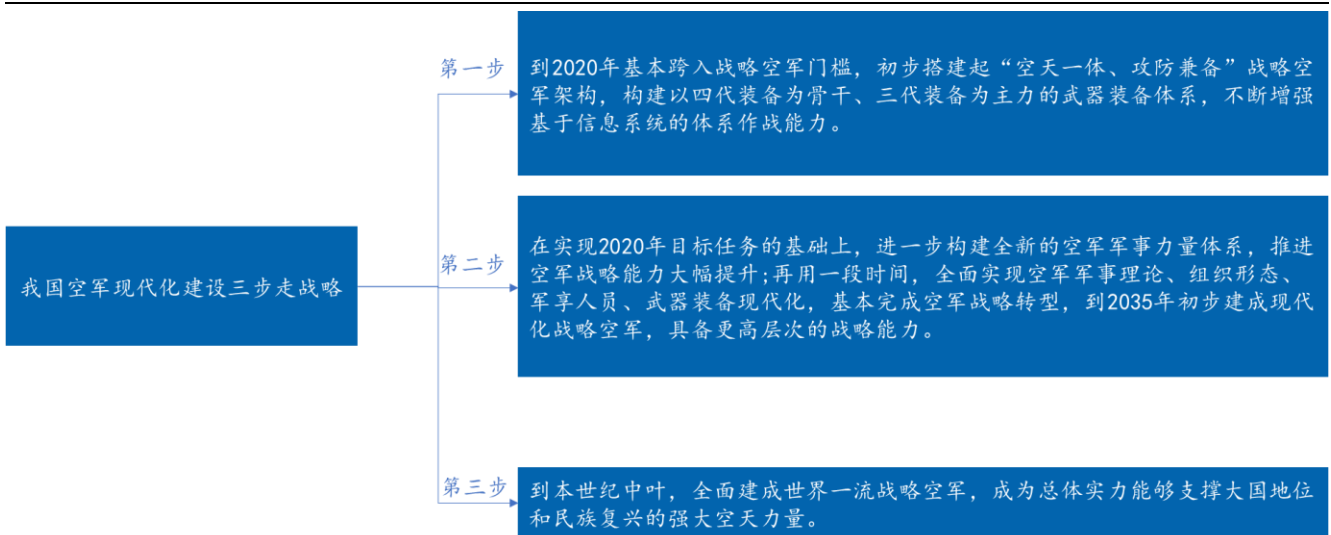 第一步
到2020年基本跨入战略空军门槛，初步搭建起“空天一体、攻防兼备”战略空
军架构，构建以四代装备为骨干、三代装备为主力的武器装备体系，不断增强
基于信息系统的体系作战能力。
我国空军现代化建设三步走战略
第二步
在实现2020年目标任务的基础上，进一步构建全新的空军军事力量体系，推进
空军战略能力大幅提升;再用一段时间，全面实现空军军事理论、组织形态、
军享人员、武器装备现代化，基本完成空军战略转型，到2035年初步建成现代
化战略空军，具备更高层次的战略能力。
第三步
到本世纪中叶，全面建成世界一流战略空军，成为总体实力能够支撑大国地位
和民族复兴的强大空天力量。